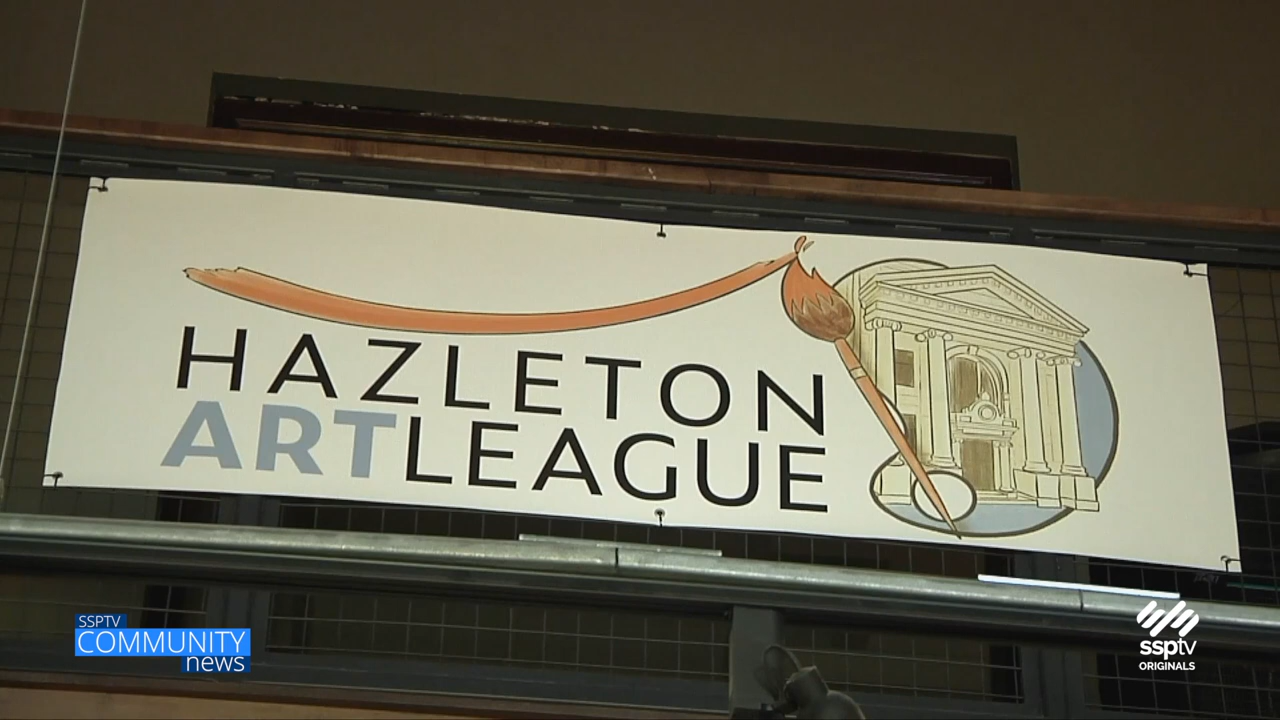 HAZLETON
ARTLEAGUE
SSPTV
COMMUNITY
news
ssptv
ORIGINALS